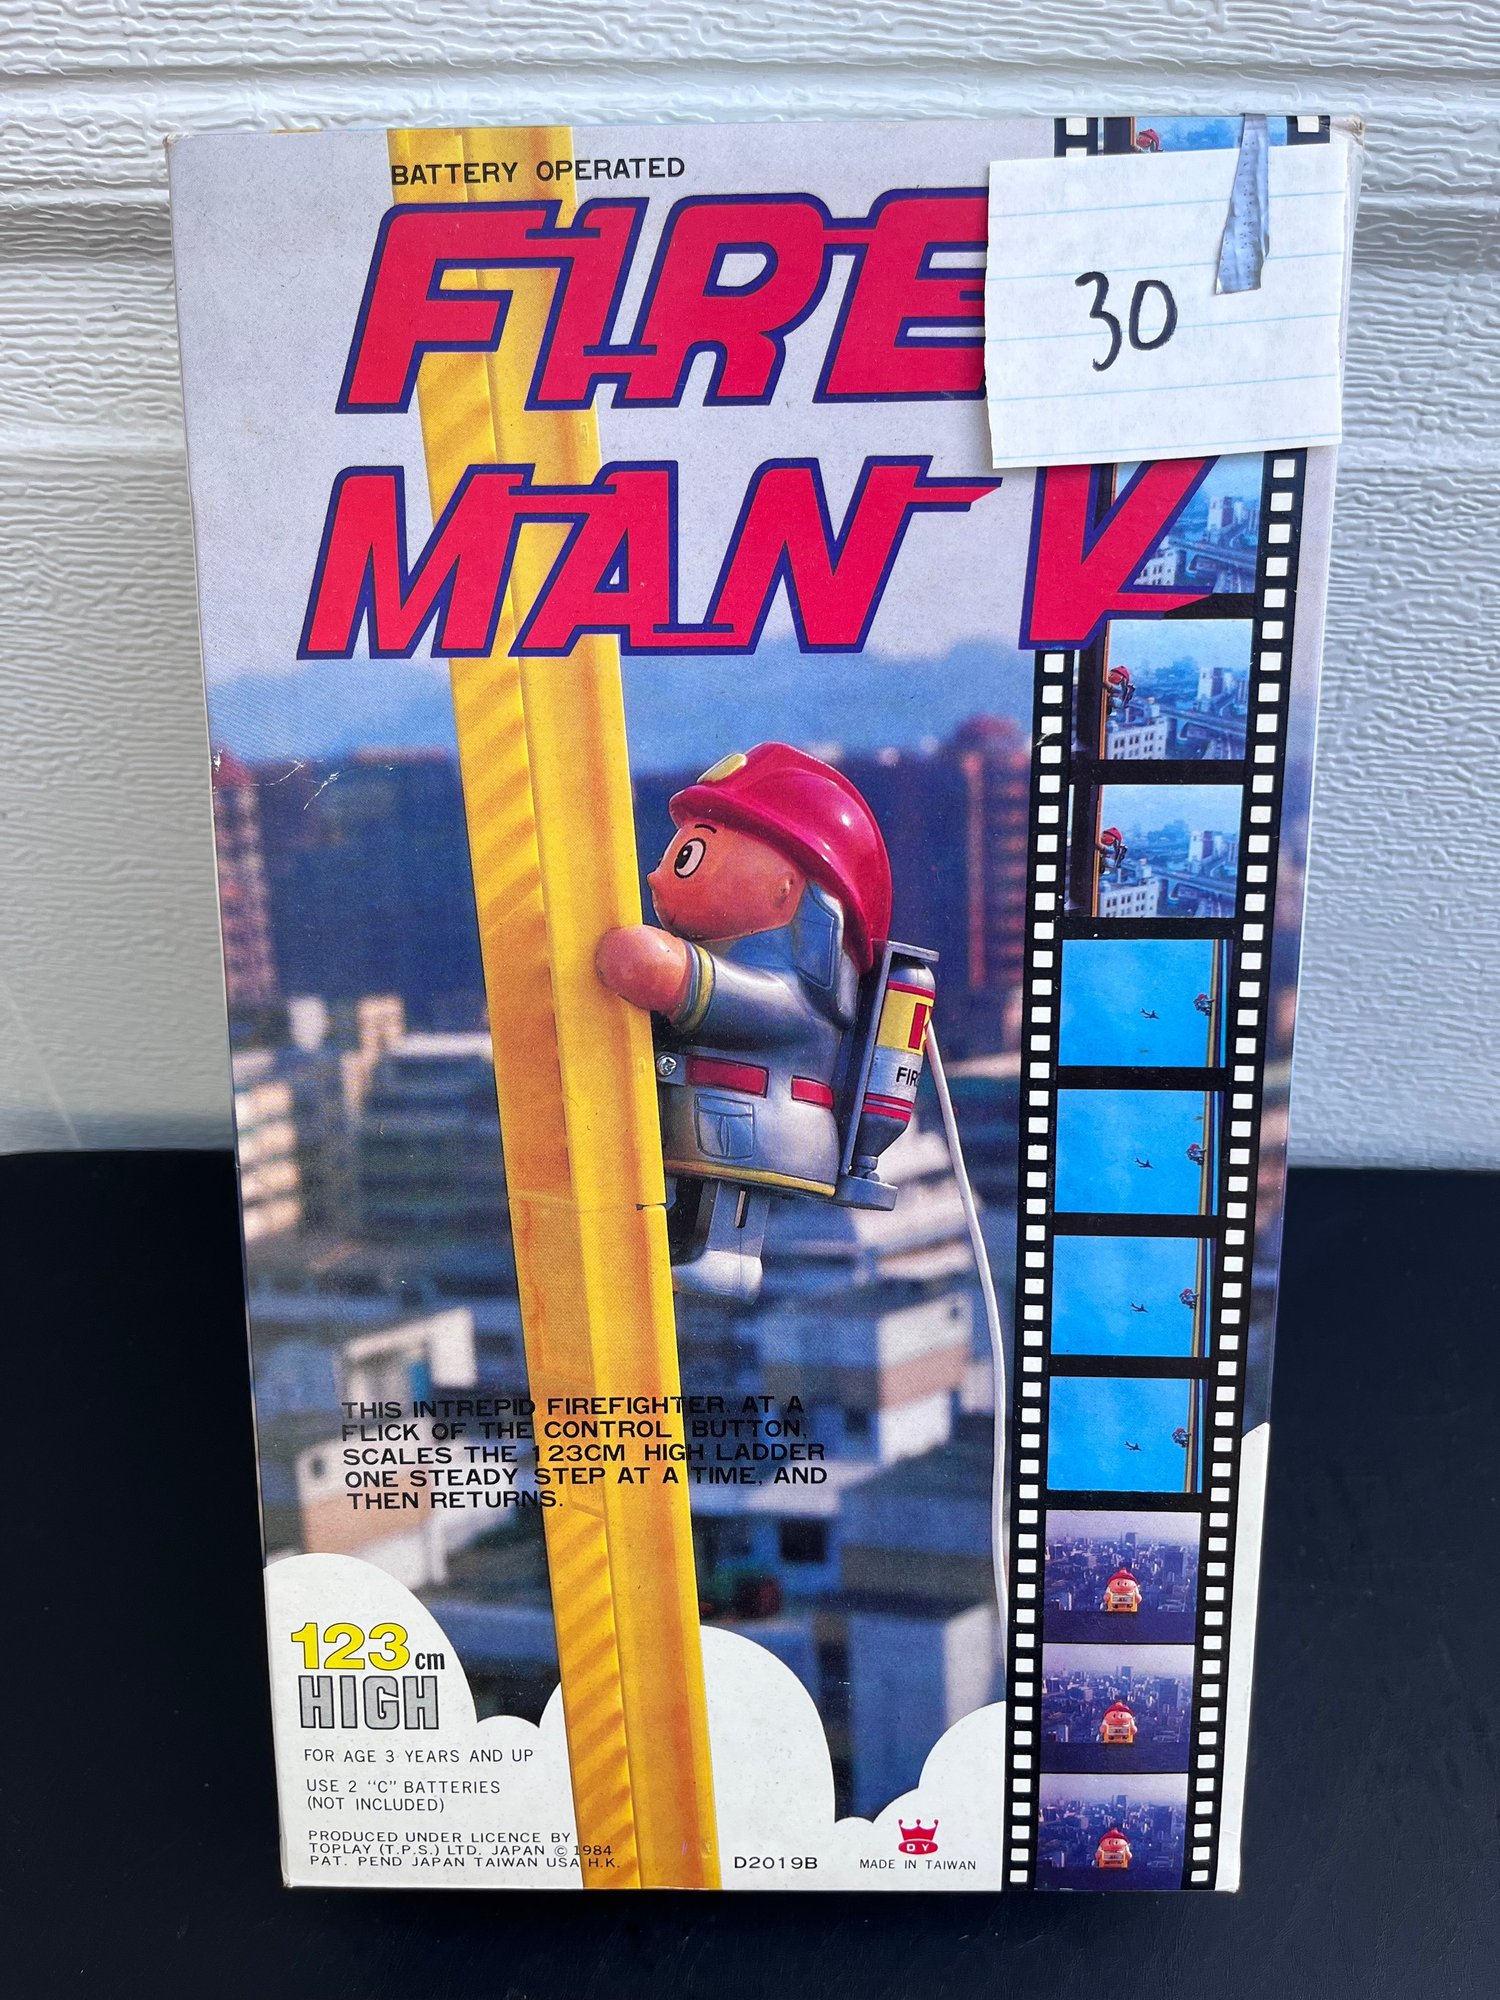 BATTERY OPERATED
FIRE
30
MAN V
FIR
THIS INTREPID FIREFIGHTER, AT A
FLICK OF THE CONTROL BUTTON,
SCALES THE 123CM HIGH LADDER
ONE STEADY STEP AT A TIME, AND
THEN RETURNS.
123cm
HIGH
FOR AGE 3 YEARS AND UP
USE 2 "C" BATTERIES
(NOT INCLUDED)
PRODUCED UNDER LICENCE BY
TOPLAY (T.P.S.) LTD. JAPAN © 1984
PAT. PEND JAPAN TAIWAN USA H.K.
D2019B
DY
MADE IN TAIWAN